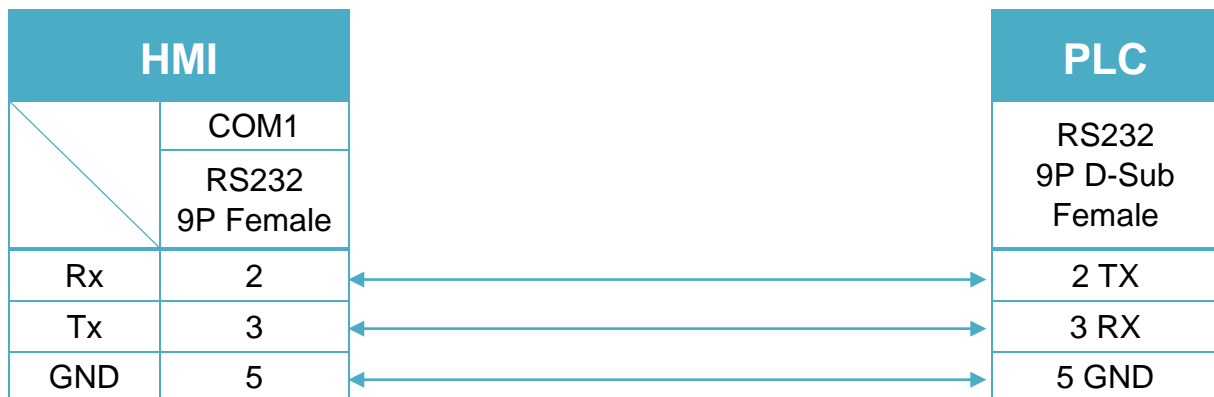 HMI
PLC
COM1
RS232
9P Female
RS232
9P D-Sub
Female
Rx 2 2 TX
Tx 3 3 RX
GND 5 5 GND